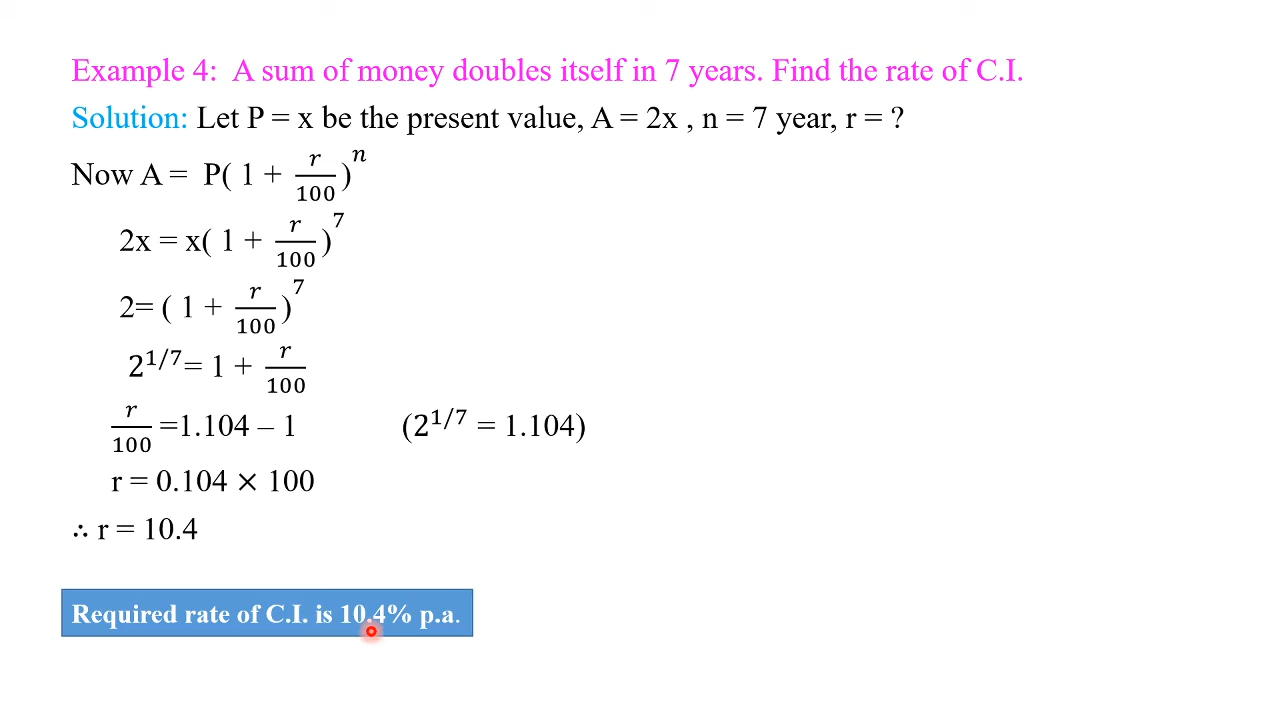 Example 4: A sum of money doubles itself in 7 years. Find the rate of C.I.
Solution: Let P = x be the present value, A = 2x , n = 7 year, r = ?
Now A = P( 1 + r/100 )^n
2x = x( 1 + r/100 )^7
2= ( 1 + r/100 )^7
2^1/7 = 1 + r/100
r/100 =1.104 – 1 (2^1/7 = 1.104)
r = 0.104 × 100
∴ r = 10.4
Required rate of C.I. is 10.4% p.a.